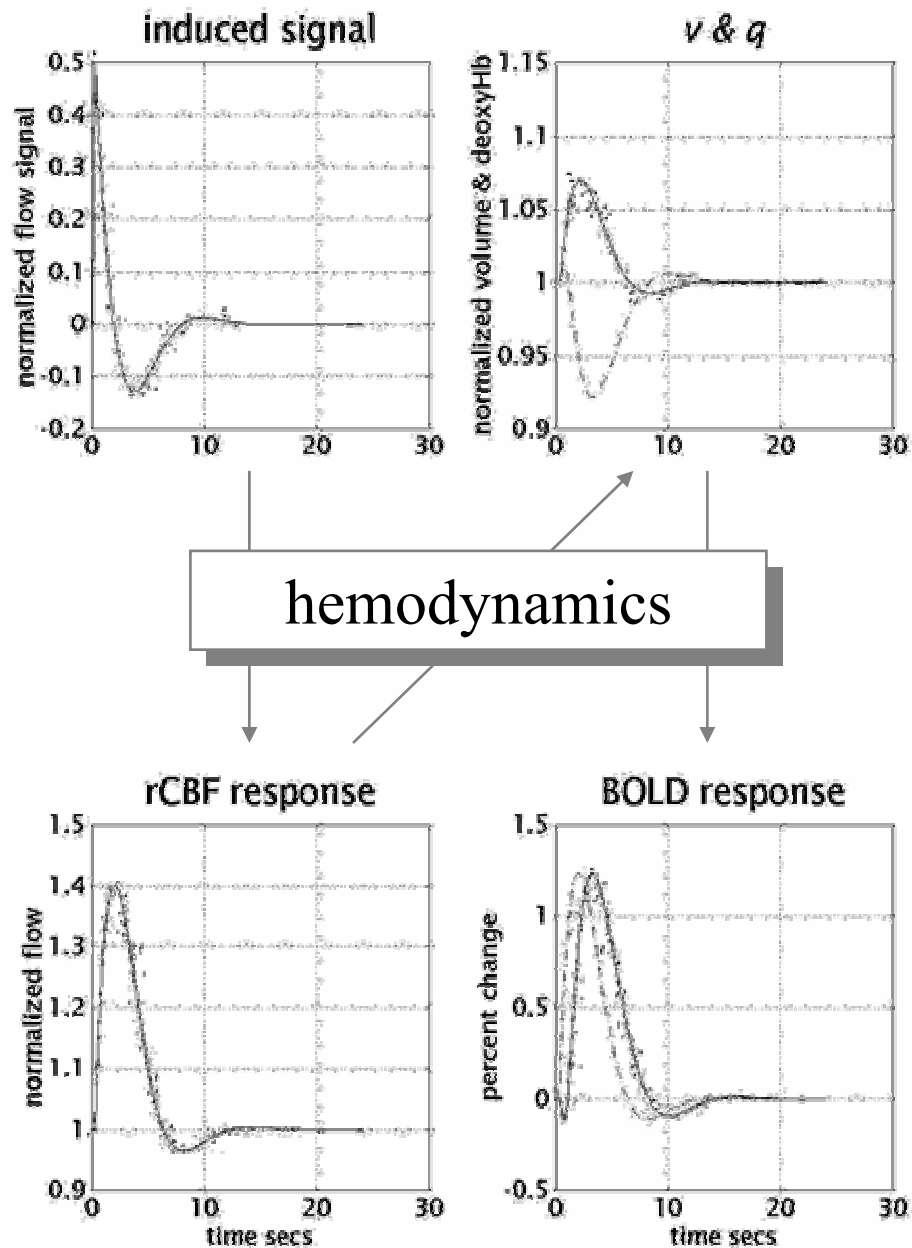 induced signal
normalized flow signal
0.5
0.4
0.3
0.2
0.1
0
-0.1
-0.2
0 10 20 30
v & q
normalized volume & deoxyHb
1.15
1.1
1.05
1
0.95
0.9
0 10 20 30
hemodynamics
rCBF response
normalized flow
1.5
1.4
1.3
1.2
1.1
1
0.9
0 10 20 30
time secs
BOLD response
percent change
1.5
1
0.5
0
-0.5
0 10 20 30
time secs